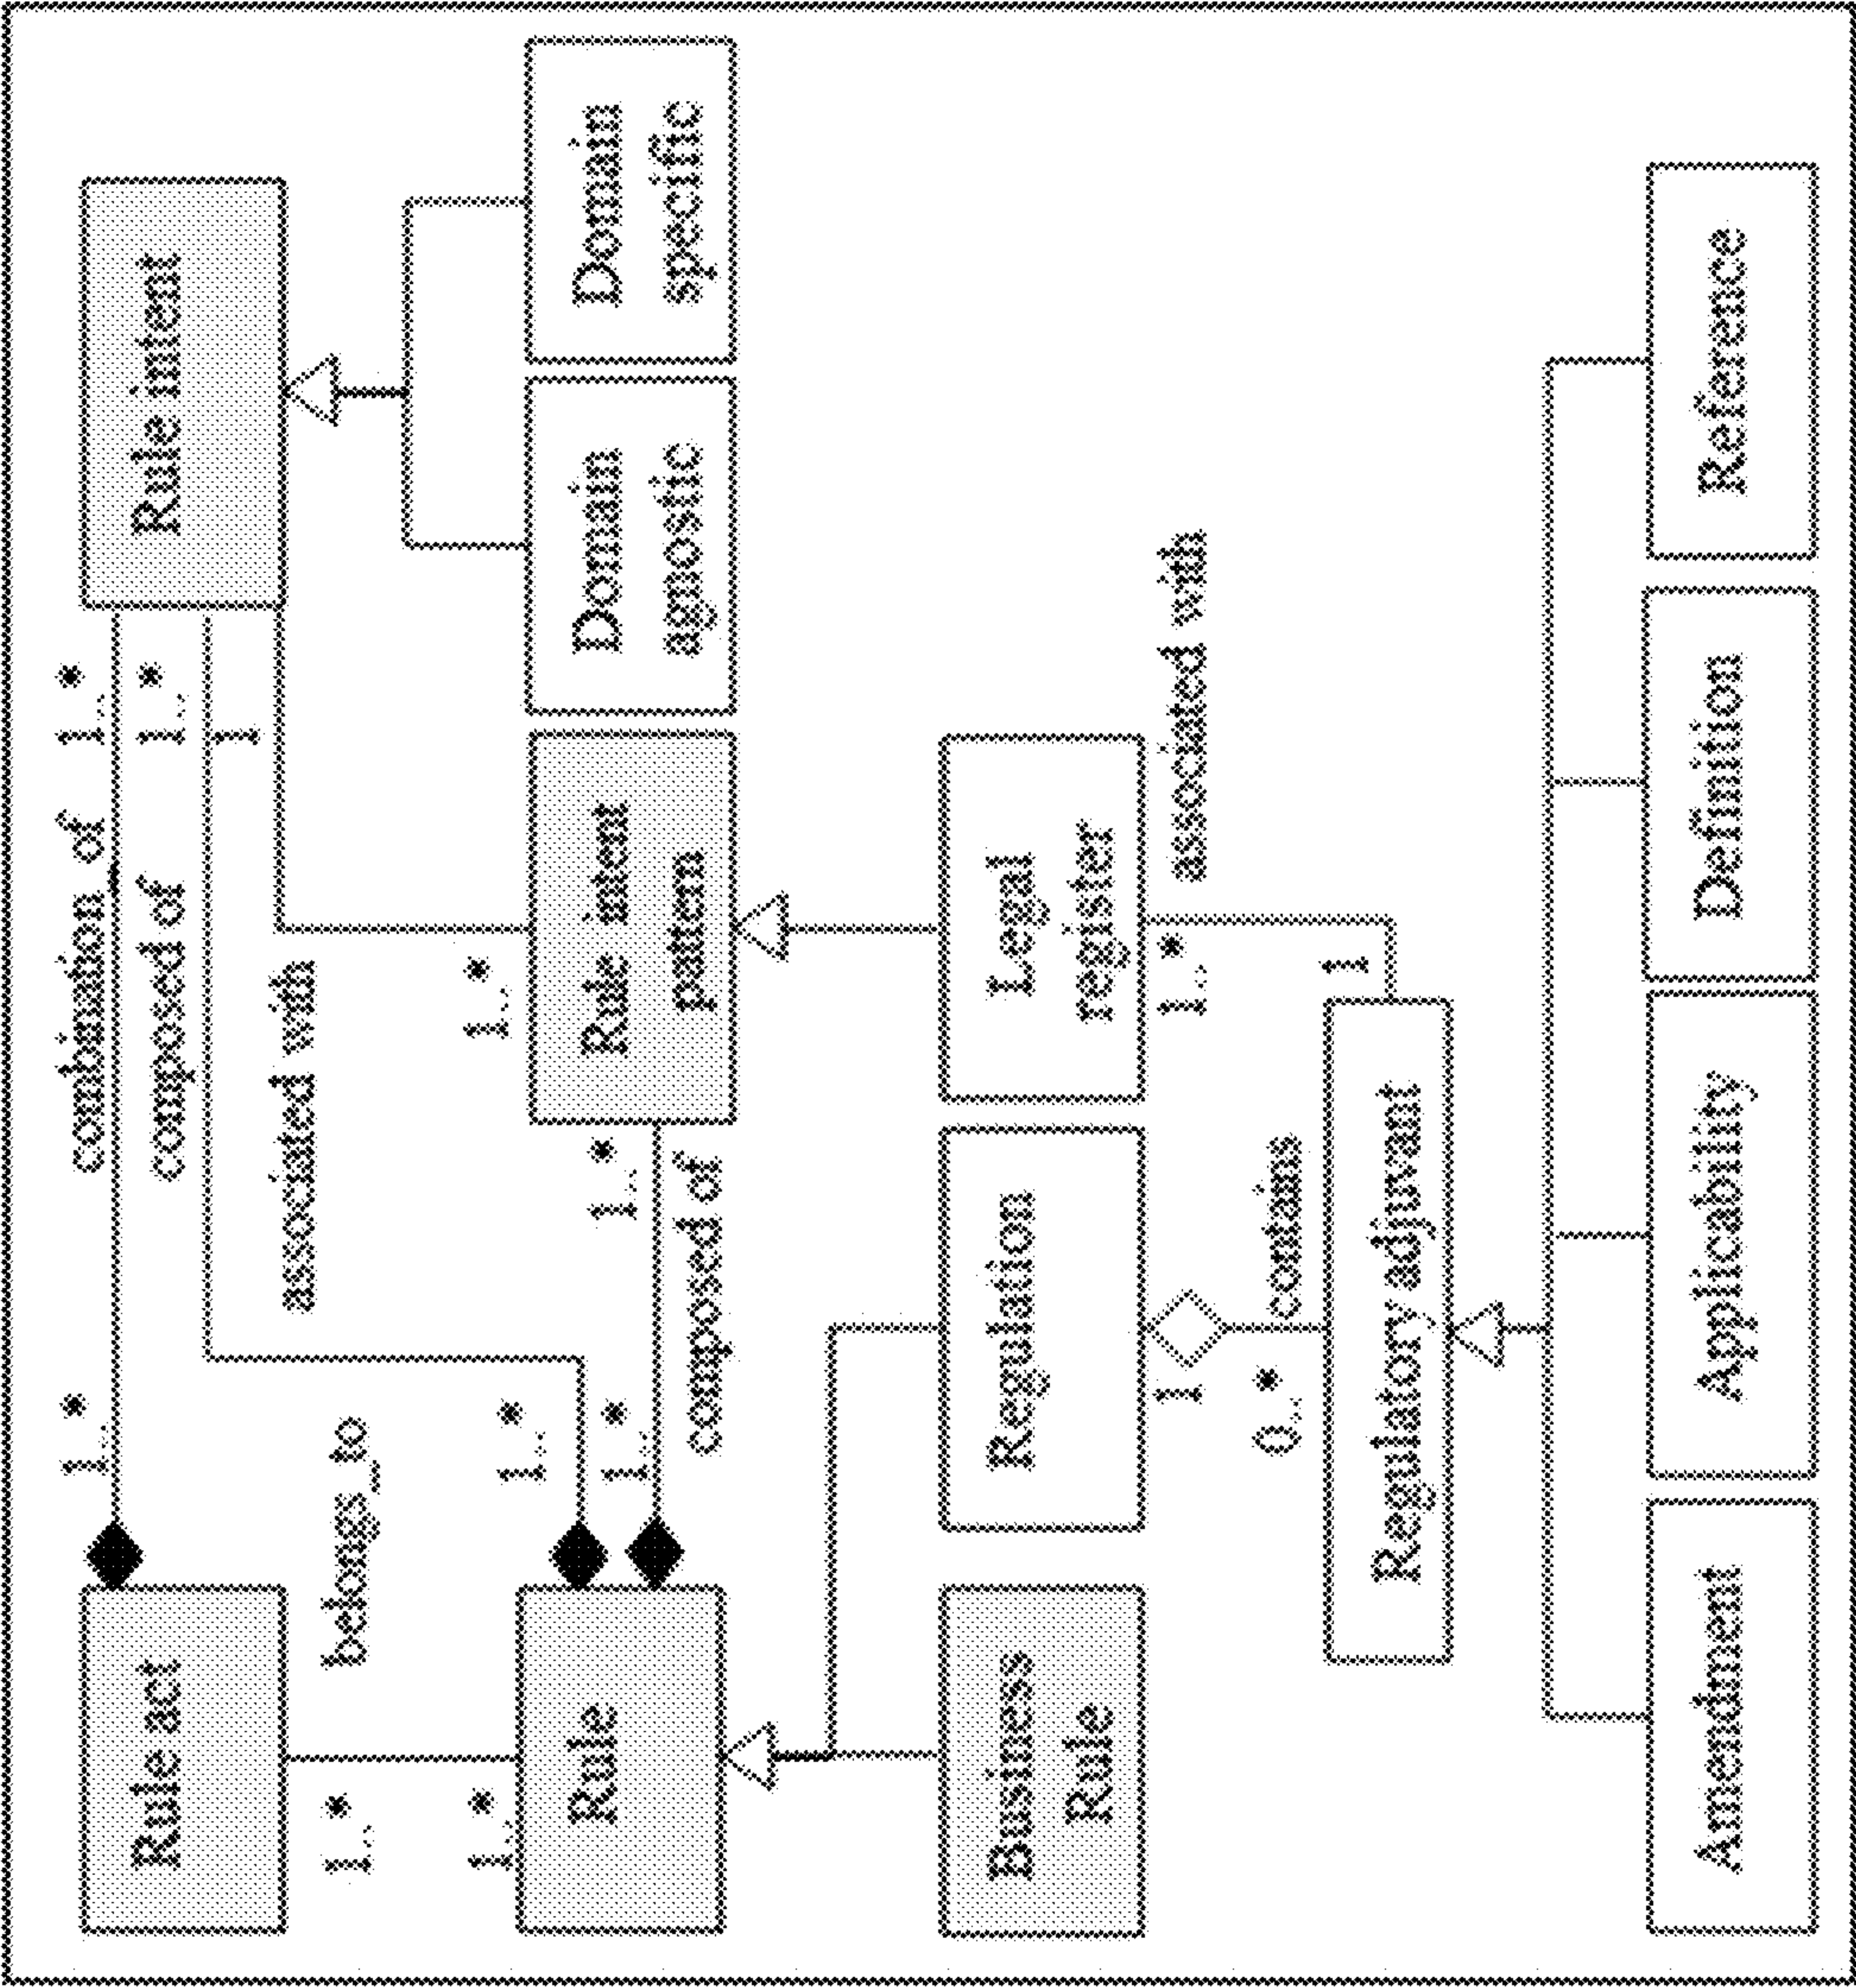 Rule act
1..*
combination_of
1..*
Rule intent
composed of
1..*
1
1..*
belongs_to
associated with
1..*
1..*
1..*
1..*
1..*
Rule
composed of
Rule intent
pattern
Domain
agnostic
Domain
specific
Business
Rule
Regulation
Legal
register
1
1..*
associated with
0..*
contains
1
Regulatory adjuvant
Amendment
Applicability
Definition
Reference